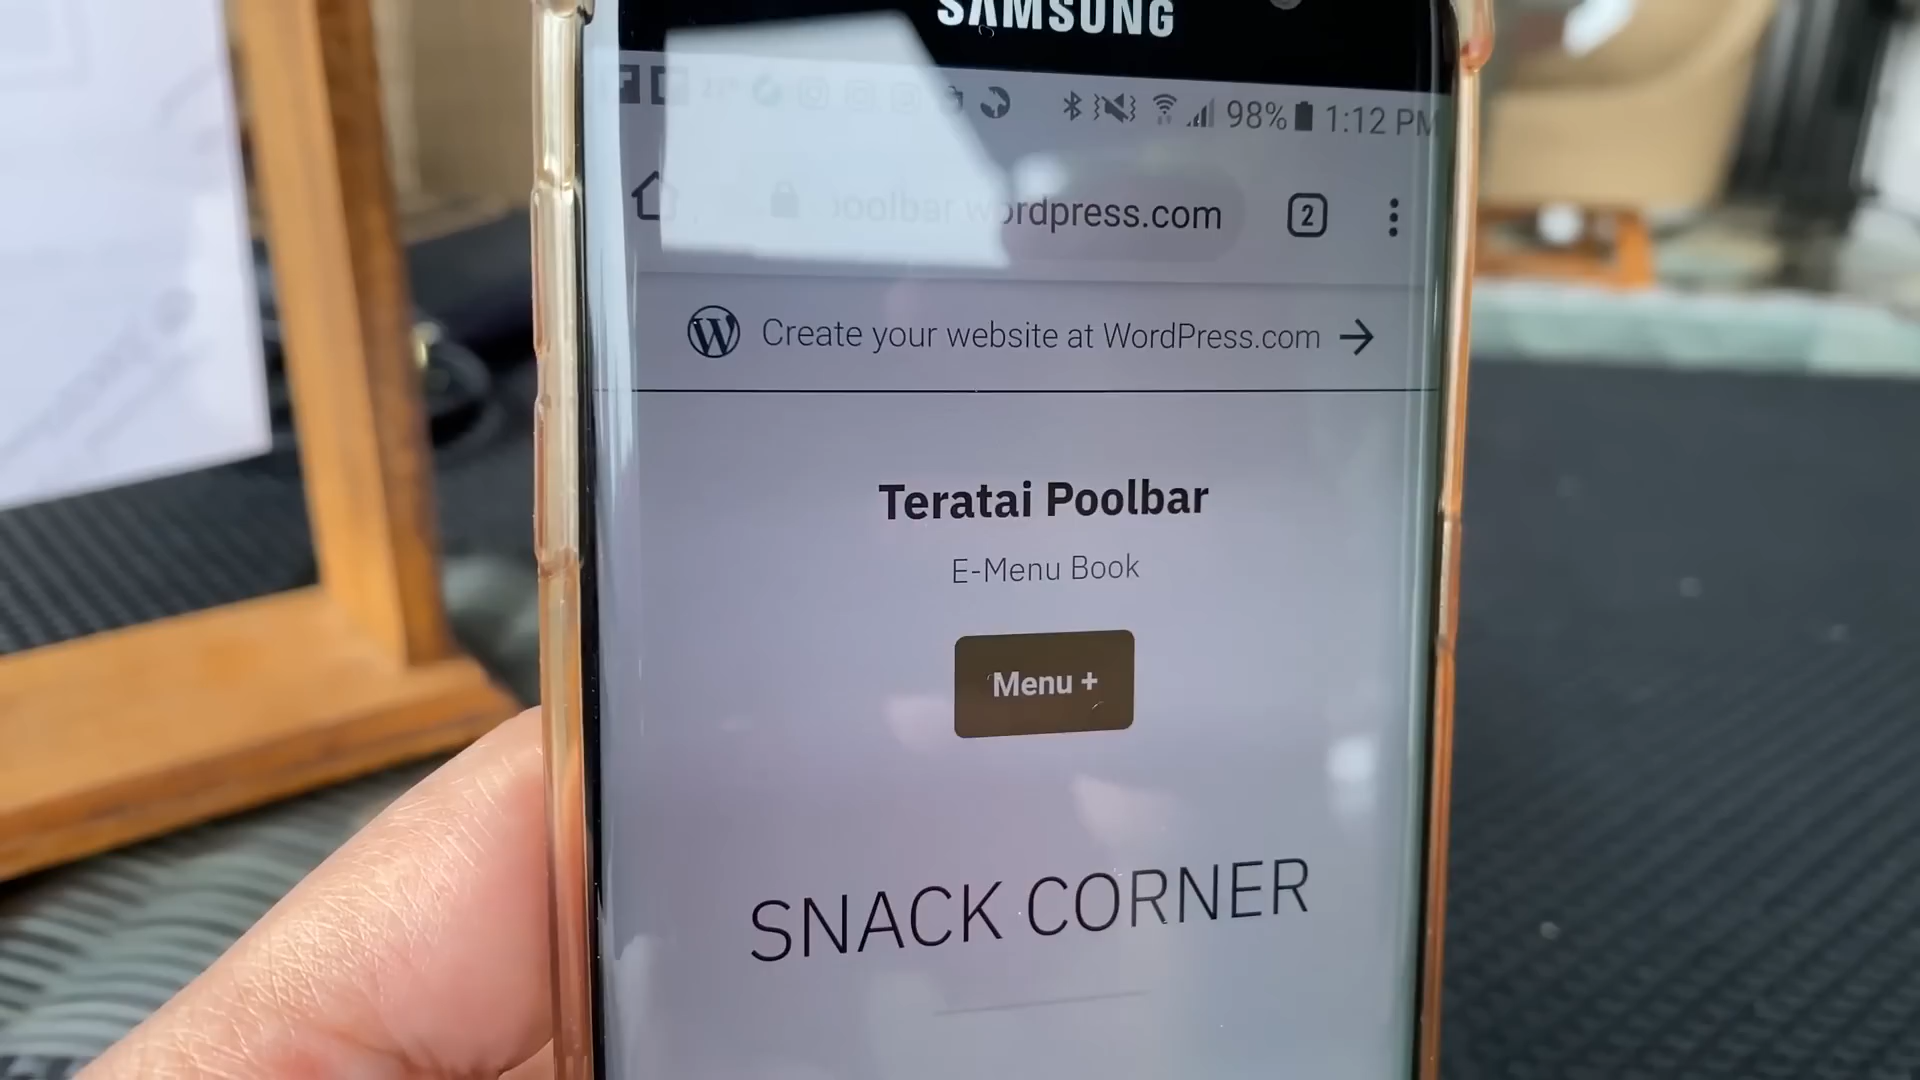 SAMSUNG
98% 1:12 PM
poolbar.wordpress.com
2
Create your website at WordPress.com
Teratai Poolbar
E-Menu Book
Menu +
SNACK CORNER